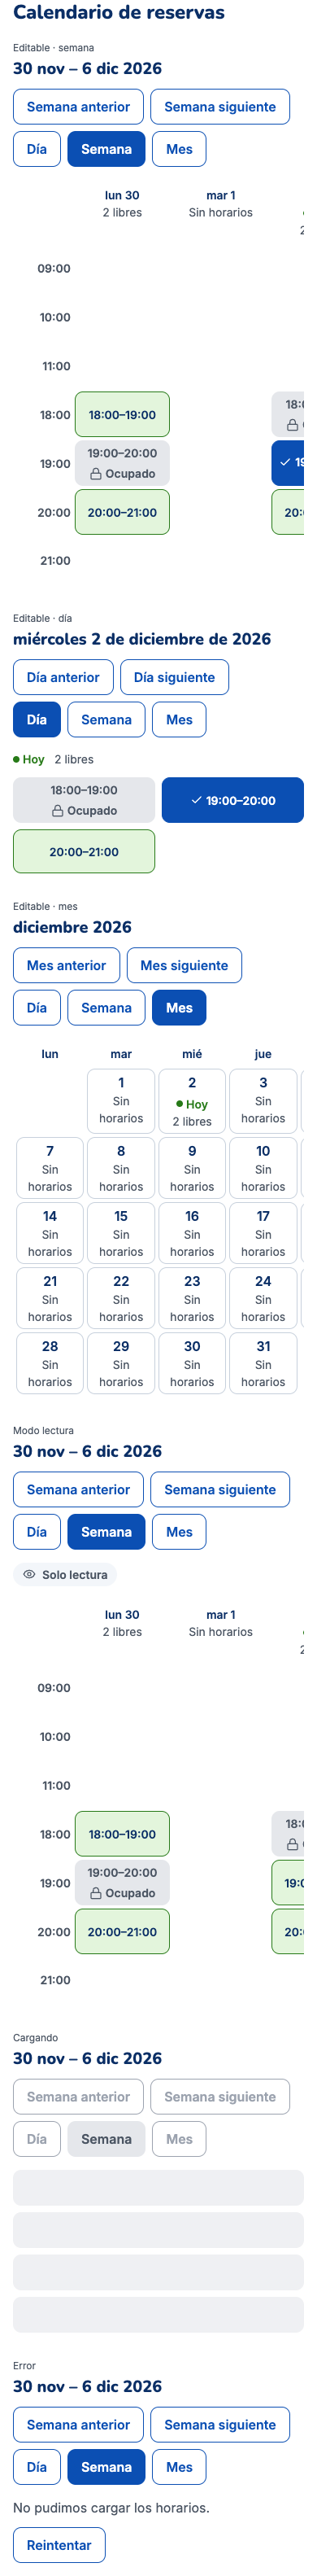 Calendario de reservas
Editable · semana
30 nov – 6 dic 2026
Semana anterior Semana siguiente
Día Semana Mes
lun 30 mar 1
2 libres Sin horarios
09:00
10:00
11:00
18:00 18:00–19:00
19:00–20:00
19:00 Ocupado
20:00 20:00–21:00
21:00
Editable · día
miércoles 2 de diciembre de 2026
Día anterior Día siguiente
Día Semana Mes
Hoy 2 libres
18:00–19:00
Ocupado
19:00–20:00
20:00–21:00
Editable · mes
diciembre 2026
Mes anterior Mes siguiente
Día Semana Mes
lun mar mié jue
1 2 3
Sin horarios Hoy 2 libres Sin horarios
7 8 9 10
Sin Sin Sin Sin
horarios horarios horarios horarios
14 15 16 17
Sin Sin Sin Sin
horarios horarios horarios horarios
21 22 23 24
Sin Sin Sin Sin
horarios horarios horarios horarios
28 29 30 31
Sin Sin Sin Sin
horarios horarios horarios horarios
Modo lectura
30 nov – 6 dic 2026
Semana anterior Semana siguiente
Día Semana Mes
Solo lectura
lun 30 mar 1
2 libres Sin horarios
09:00
10:00
11:00
18:00 18:00–19:00
19:00–20:00
19:00 Ocupado
20:00 20:00–21:00
21:00
Cargando
30 nov – 6 dic 2026
Semana anterior Semana siguiente
Día Semana Mes
Error
30 nov – 6 dic 2026
Semana anterior Semana siguiente
Día Semana Mes
No pudimos cargar los horarios.
Reintentar